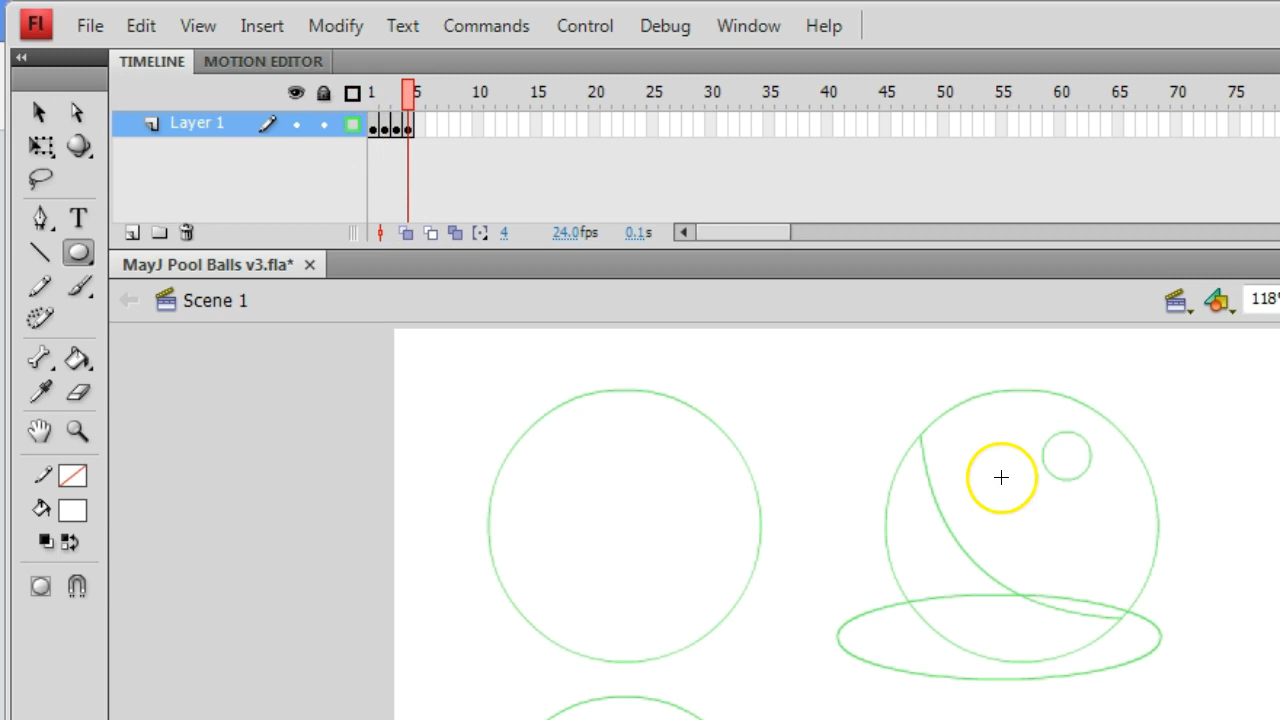 Fl File Edit View Insert Modify Text Commands Control Debug Window Help
TIMELINE MOTION EDITOR
1 5 10 15 20 25 30 35 40 45 50 55 60 65 70 75
Layer 1
4 24.0fps 0.1s
MayJ Pool Balls v3.fla*
Scene 1 118%
T